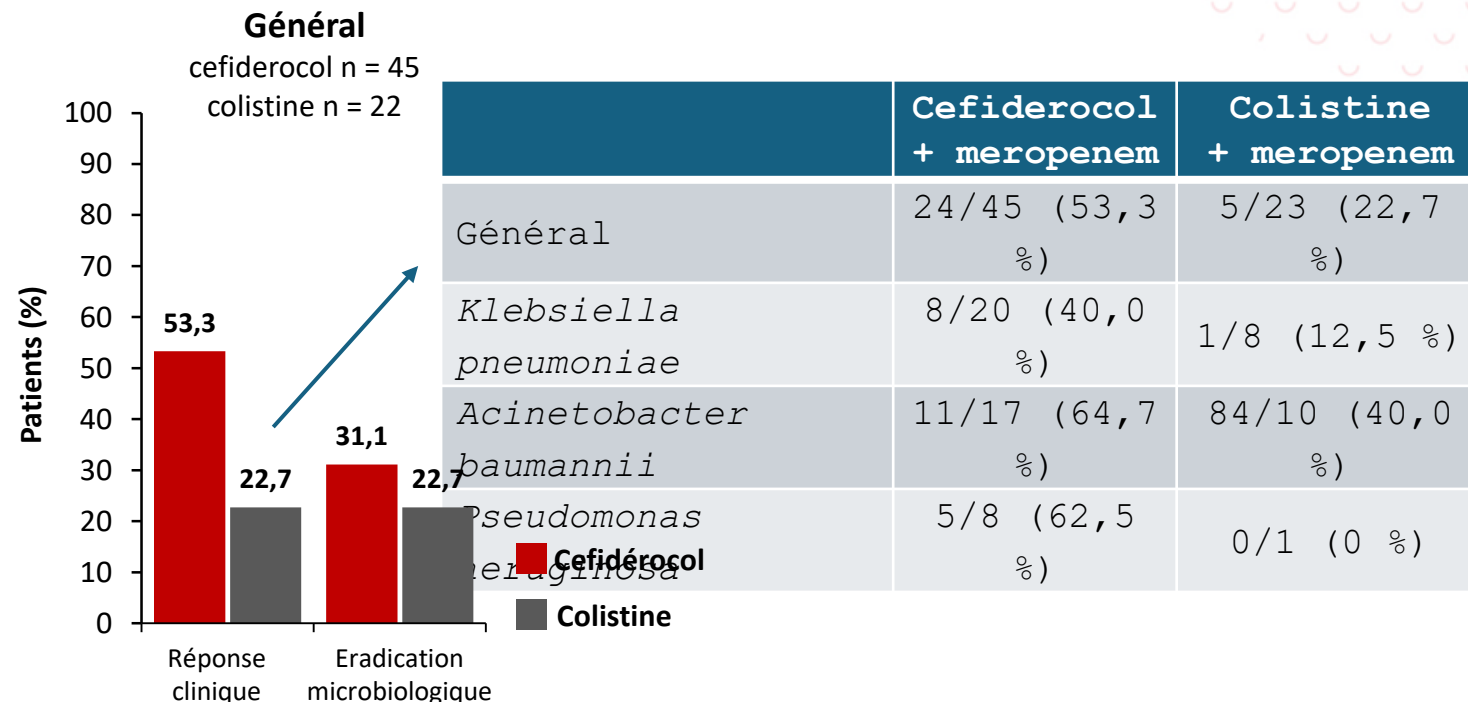 Général
cefiderocol n = 45
colistine n = 22
Patients (%)
100
90
80
70
60
50
40
30
20
10
0
53,3
22,7
31,1
22,7
Réponse
clinique
Eradication
microbiologique
Cefiderocol
+ meropenem
Colistine
+ meropenem
Général
24/45 (53,3
%)
5/23 (22,7
%)
Klebsiella
pneumoniae
8/20 (40,0
%)
1/8 (12,5 %)
Acinetobacter
baumannii
11/17 (64,7
%)
84/10 (40,0
%)
Pseudomonas
aeruginosa
5/8 (62,5
%)
0/1 (0 %)
Cefidérocol
Colistine